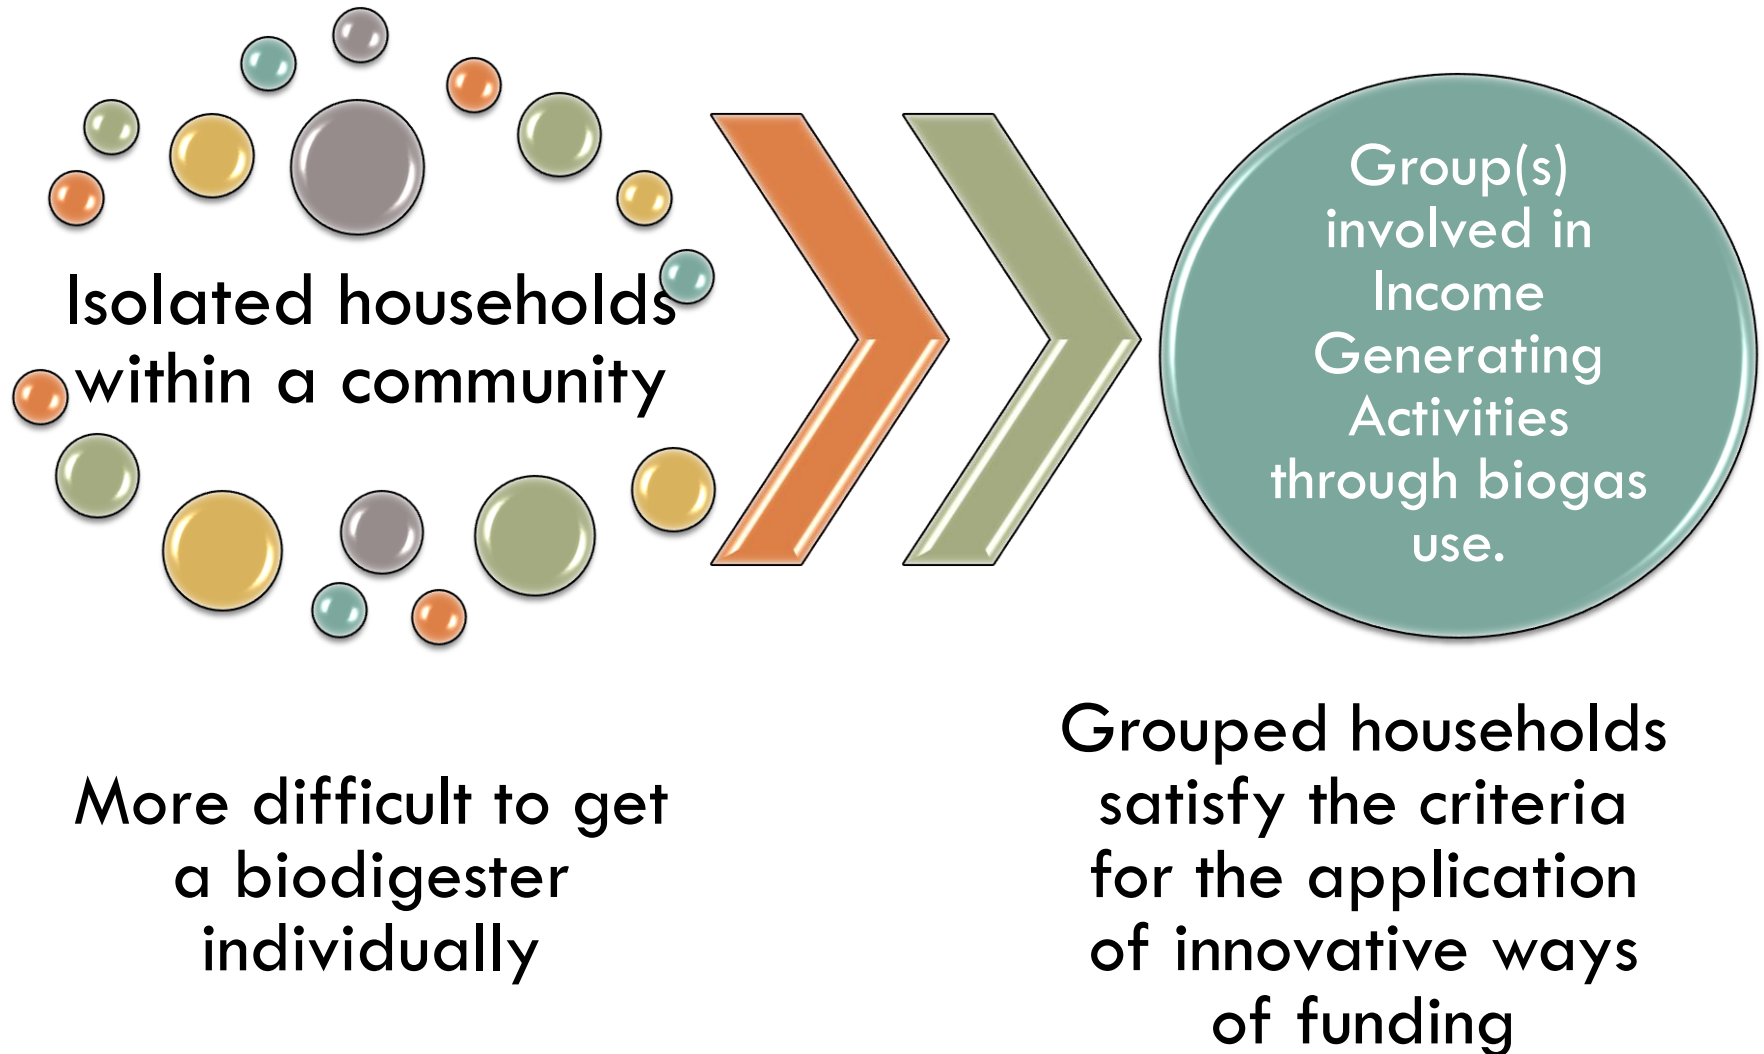 Isolated households
within a community
More difficult to get
a biodigester
individually
Group(s)
involved in
Income
Generating
Activities
through biogas
use.
Grouped households
satisfy the criteria
for the application
of innovative ways
of funding